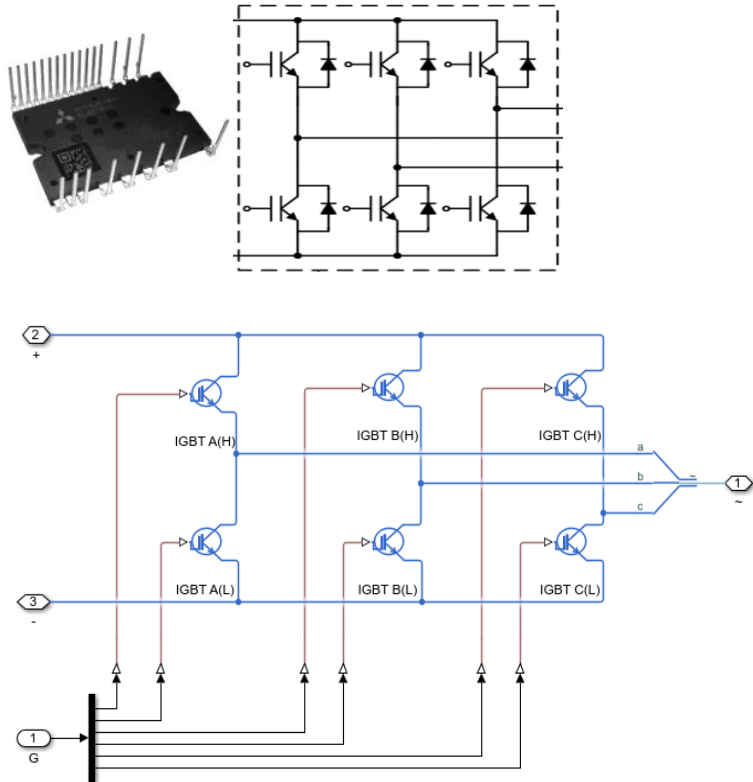 2
+
IGBT A(H)
IGBT B(H)
IGBT C(H)
a
b
c
~
1
~
IGBT A(L)
IGBT B(L)
IGBT C(L)
3
-
1
G